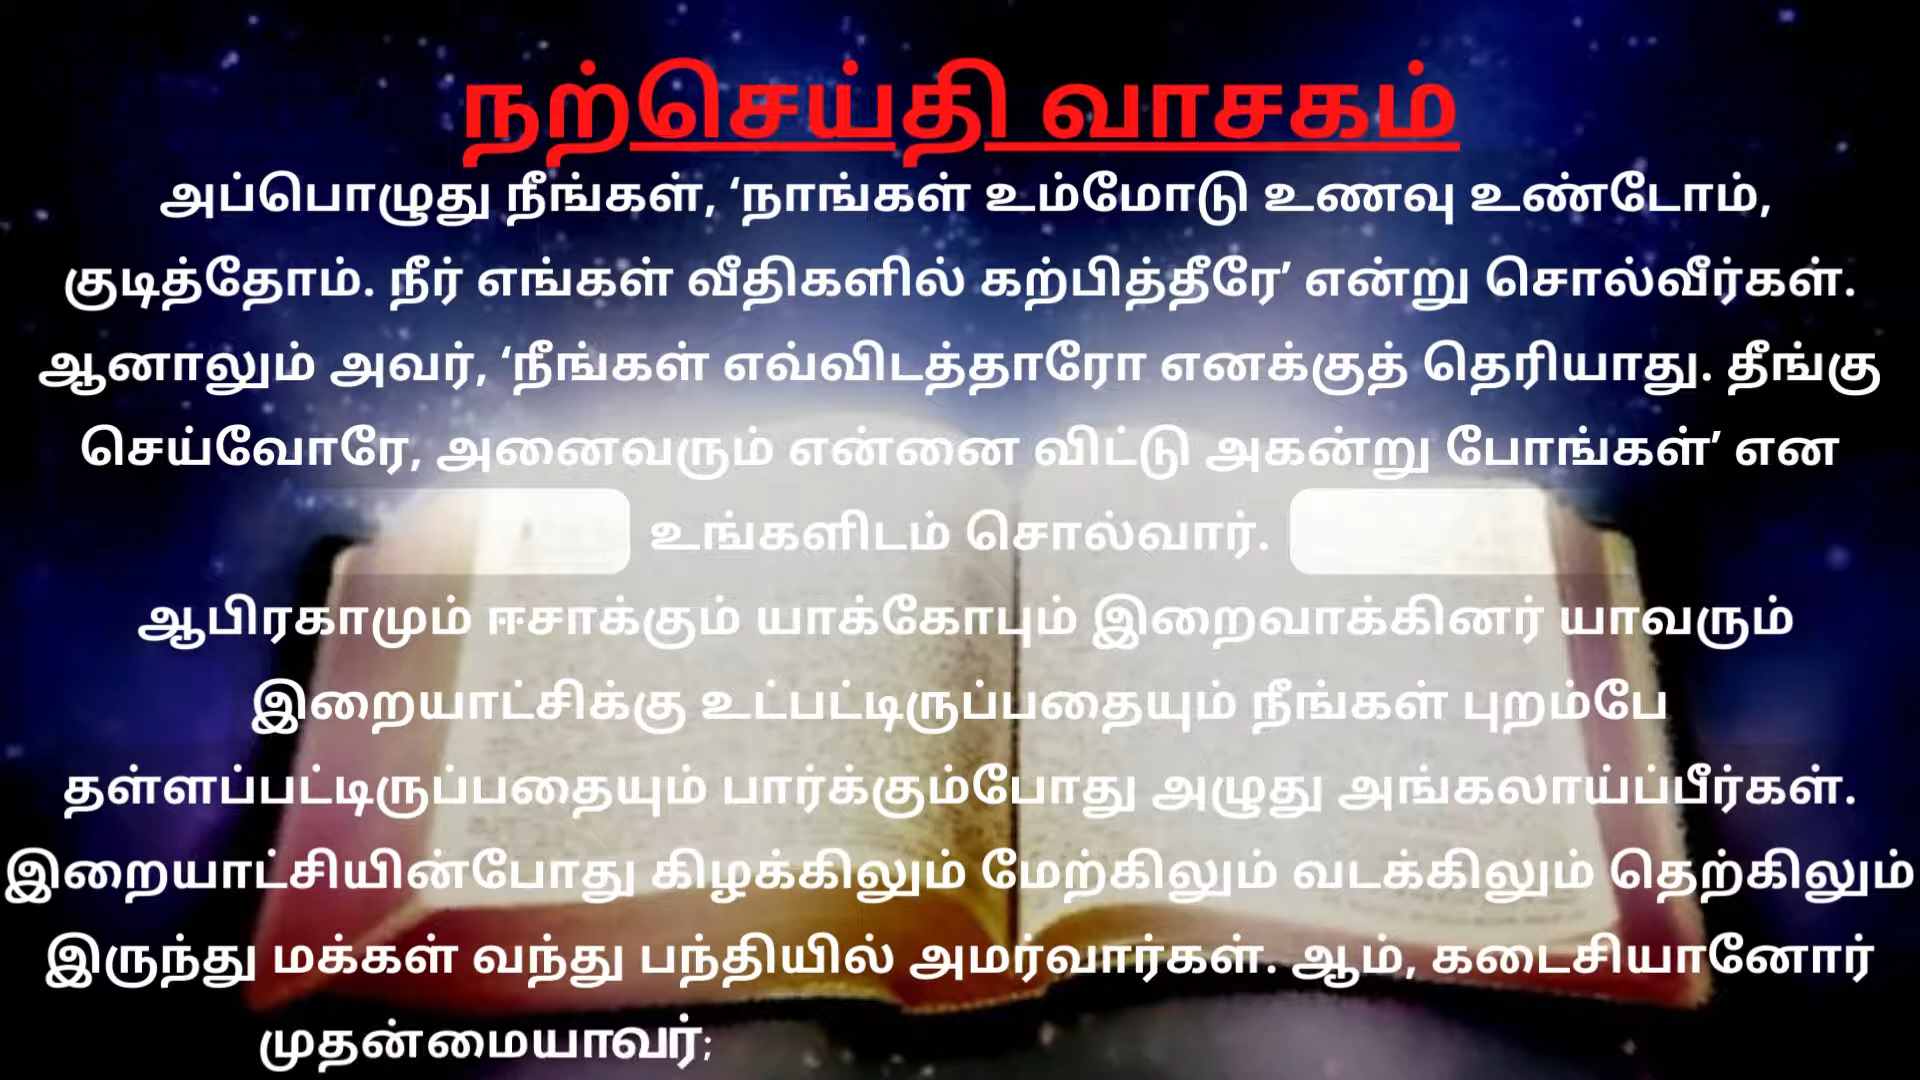 நற்செய்தி வாசகம்
அப்பொழுது நீங்கள், ‘நாங்கள் உம்மோடு உணவு உண்டோம்,
குடித்தோம். நீர் எங்கள் வீதிகளில் கற்பித்தீரே’ என்று சொல்வீர்கள்.
ஆனாலும் அவர், ‘நீங்கள் எவ்விடத்தாரோ எனக்குத் தெரியாது. தீங்கு
செய்வோரே, அனைவரும் என்னை விட்டு அகன்று போங்கள்’ என
உங்களிடம் சொல்வார்.
ஆபிரகாமும் ஈசாக்கும் யாக்கோபும் இறைவாக்கினர் யாவரும்
இறையாட்சிக்கு உட்பட்டிருப்பதையும் நீங்கள் புறம்பே
தள்ளப்பட்டிருப்பதையும் பார்க்கும்போது அழுது அங்கலாய்ப்பீர்கள்.
இறையாட்சியின்போது கிழக்கிலும் மேற்கிலும் வடக்கிலும் தெற்கிலும்
இருந்து மக்கள் வந்து பந்தியில் அமர்வார்கள். ஆம், கடைசியானோர்
முதன்மையாவர்;